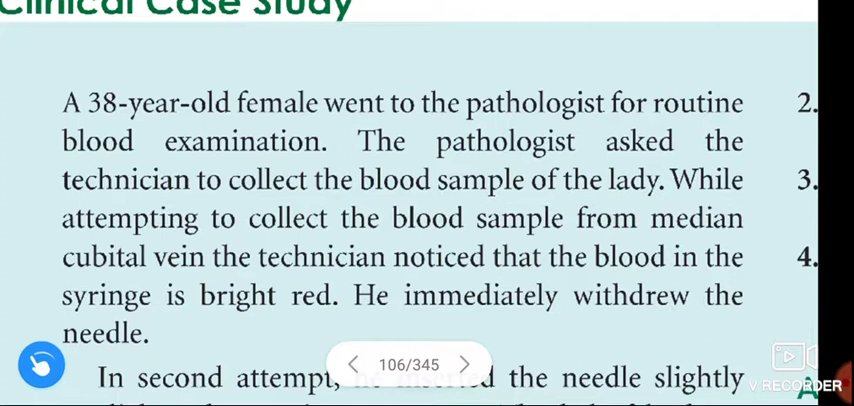 Clinical Case Study
A 38-year-old female went to the pathologist for routine
blood examination. The pathologist asked the
technician to collect the blood sample of the lady. While
attempting to collect the blood sample from median
cubital vein the technician noticed that the blood in the
syringe is bright red. He immediately withdrew the
needle.
In second attempt, he inserted the needle slightly
2.
3.
4.
A
106/345
V RECORDER